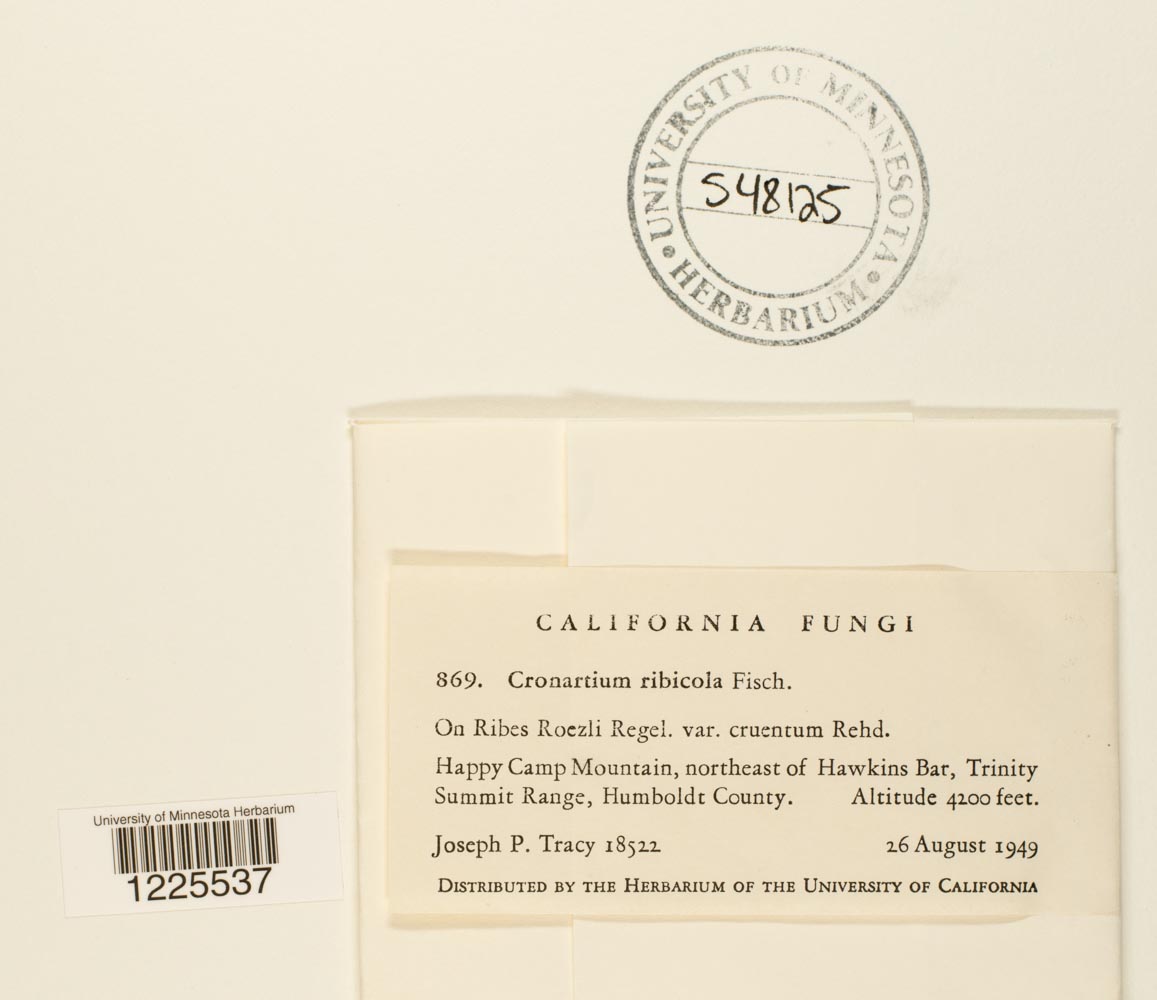 UNIVERSITY OF MINNESOTA
548125
HERBARIUM
CALIFORNIA FUNGI
869. Cronartium ribicola Fisch.
On Ribes Roezli Regel. var. cruentum Rehd.
Happy Camp Mountain, northeast of Hawkins Bar, Trinity
Summit Range, Humboldt County. Altitude 4200 feet.
Joseph P. Tracy 18522 26 August 1949
DISTRIBUTED BY THE HERBARIUM OF THE UNIVERSITY OF CALIFORNIA
University of Minnesota Herbarium
1225537